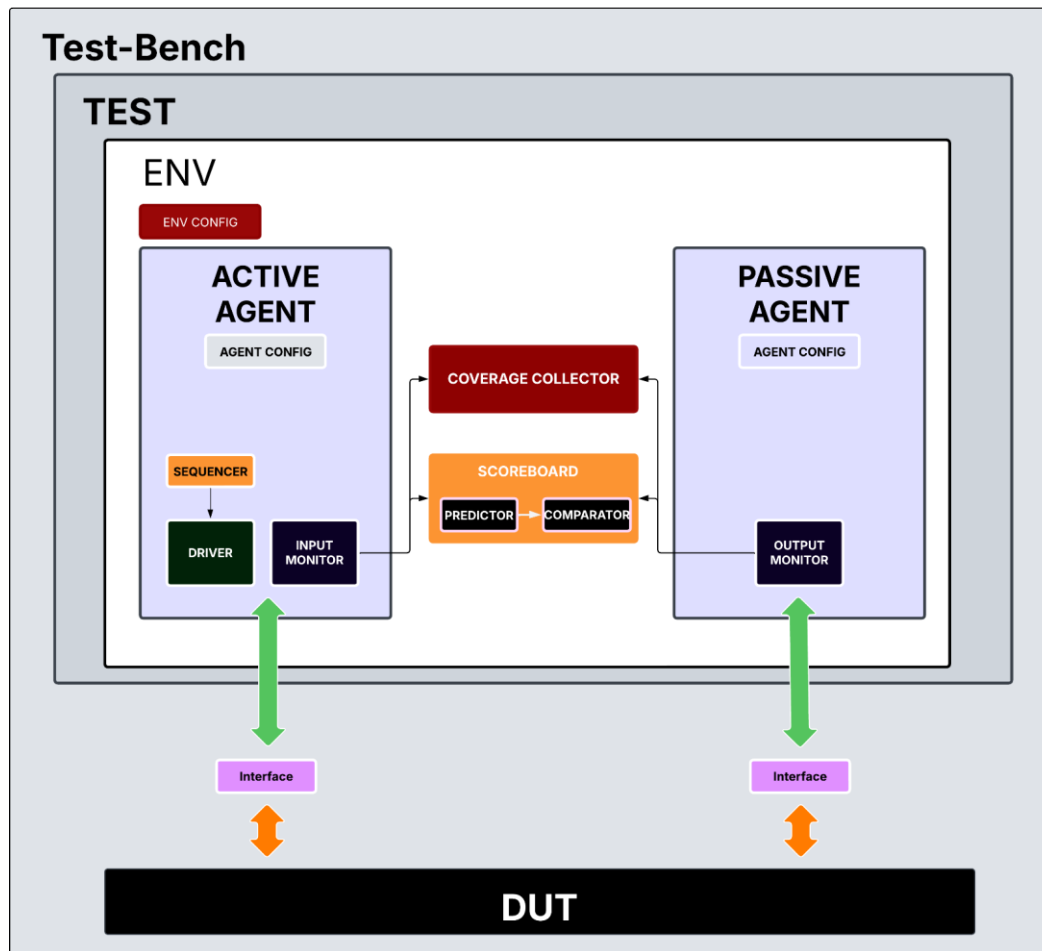 Test-Bench
TEST
ENV
ENV CONFIG
ACTIVE
AGENT
AGENT CONFIG
PASSIVE
AGENT
AGENT CONFIG
COVERAGE COLLECTOR
SEQUENCER
SCOREBOARD
PREDICTOR
COMPARATOR
DRIVER
INPUT
MONITOR
OUTPUT
MONITOR
Interface
Interface
DUT